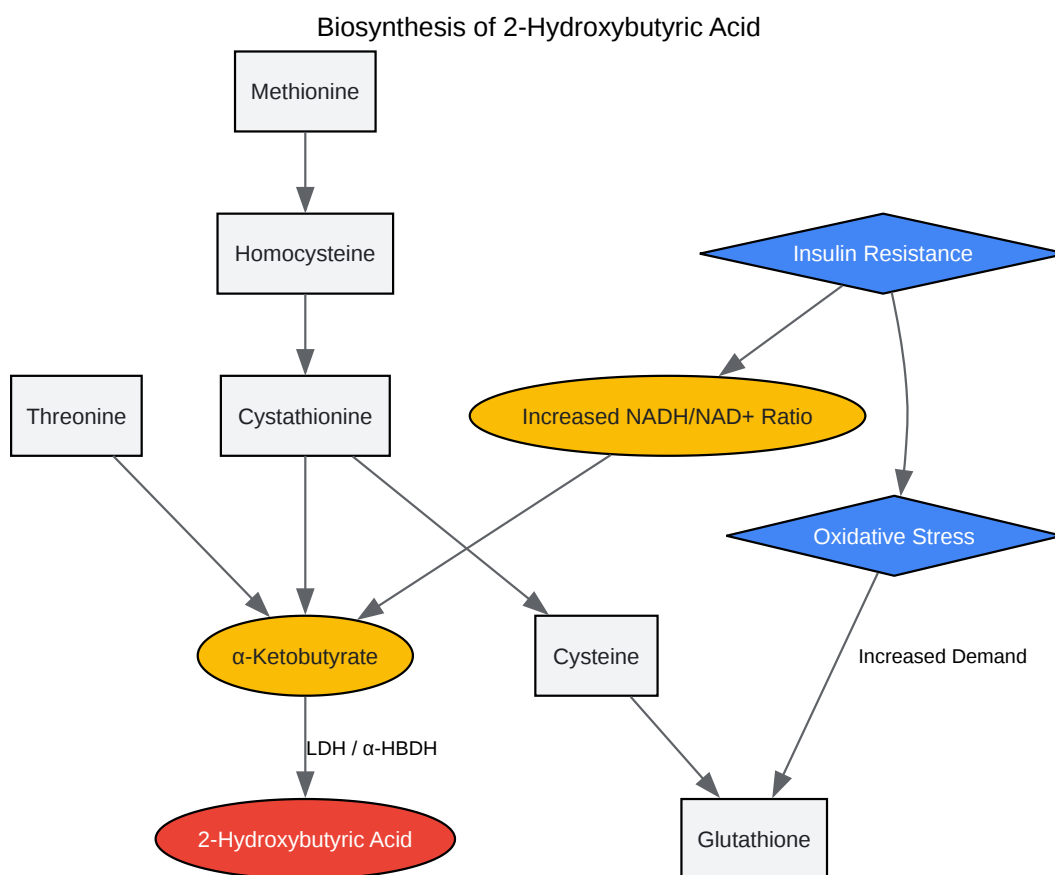 Biosynthesis of 2-Hydroxybutyric Acid
Methionine
Homocysteine
Insulin Resistance
Threonine
Cystathionine
Increased NADH/NAD+ Ratio
Oxidative Stress
α-Ketobutyrate
Cysteine
Increased Demand
LDH / α-HBDH
2-Hydroxybutyric Acid
Glutathione